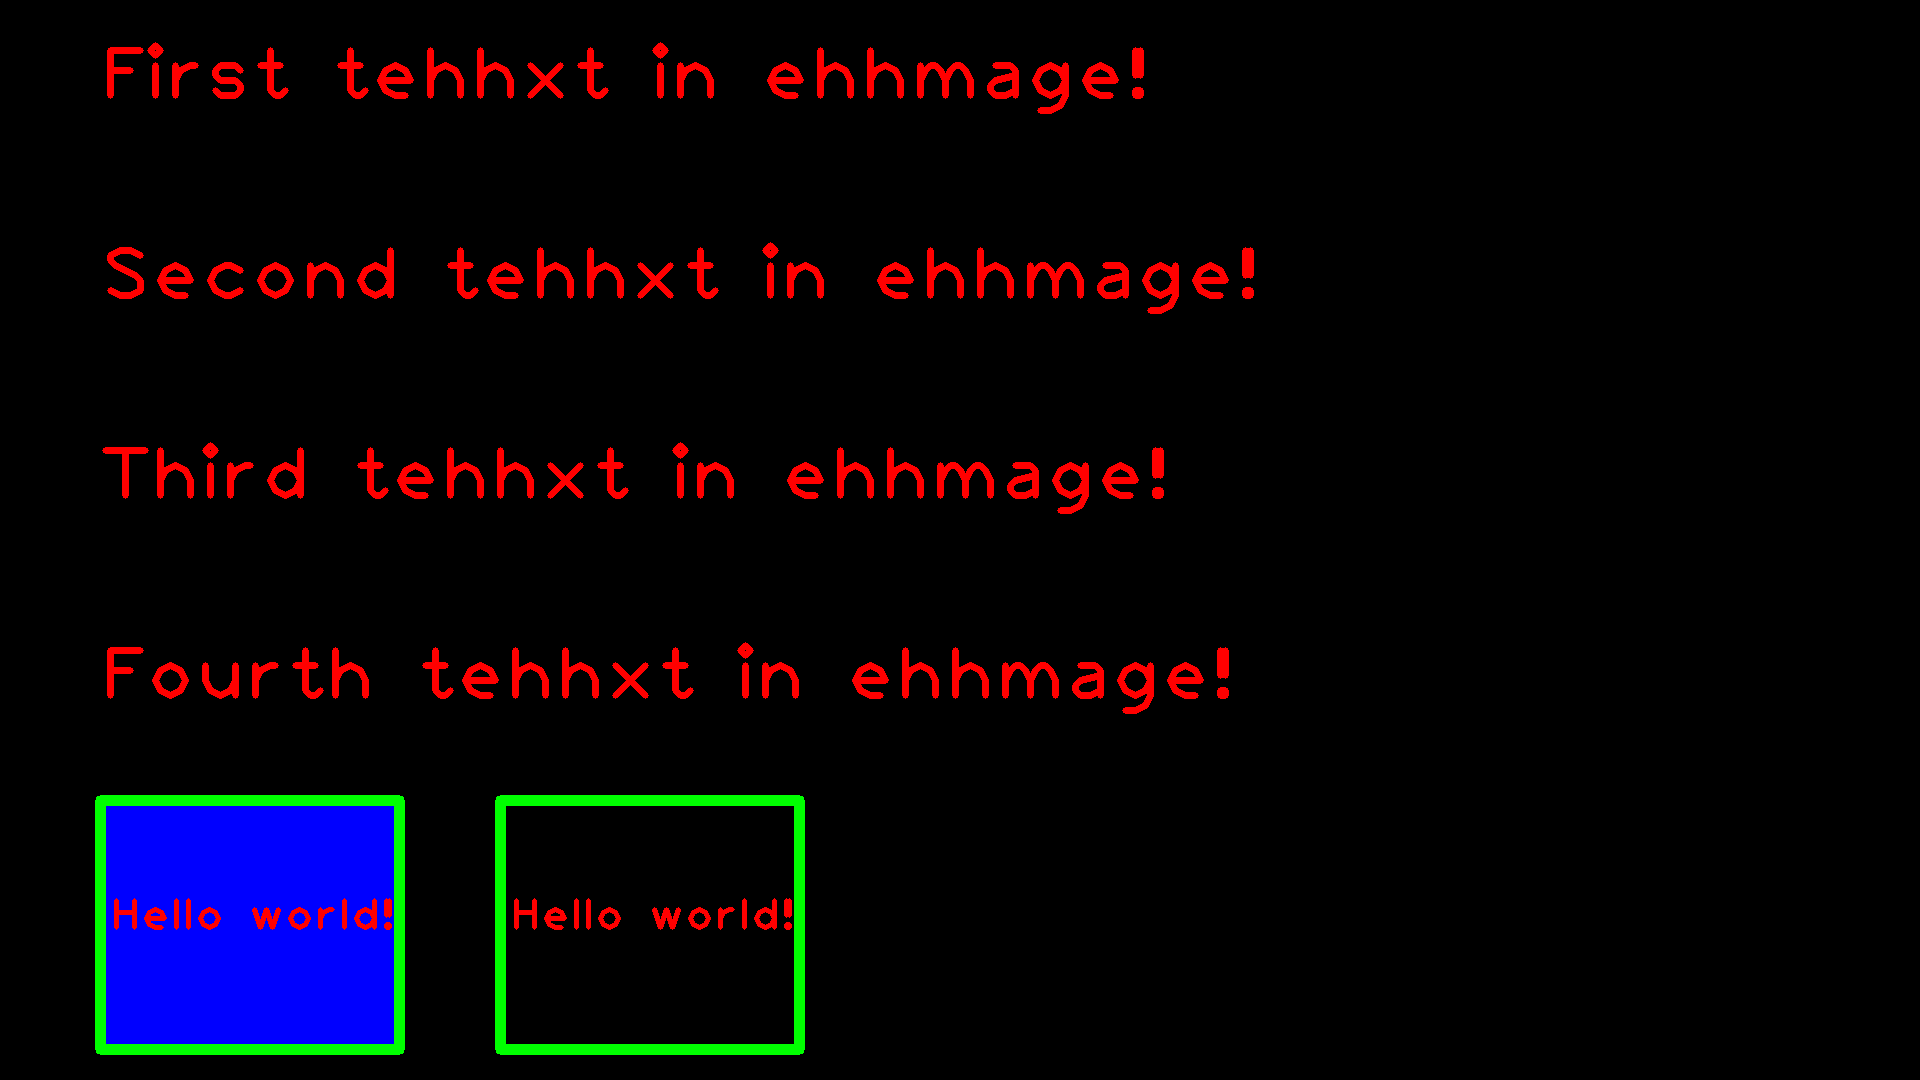 First tehhxt in ehhmage!
Second tehhxt in ehhmage!
Third tehhxt in ehhmage!
Fourth tehhxt in ehhmage!
Hello world!
Hello world!